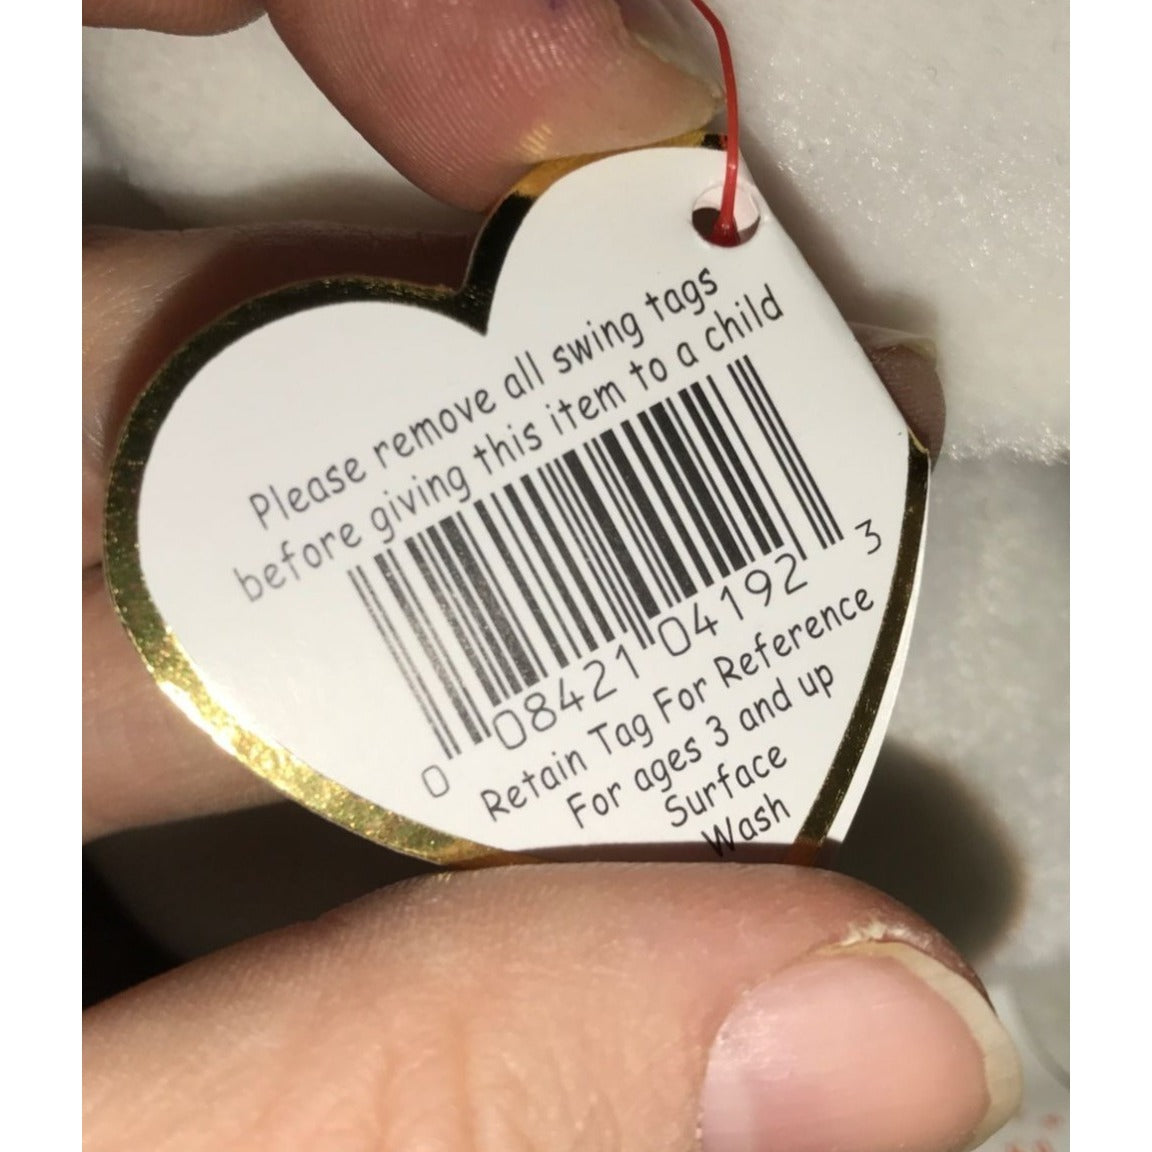 Please remove all swing tags
before giving this item to a child
0 08421 04192 3
Retain Tag For Reference
For ages 3 and up
Surface
Wash